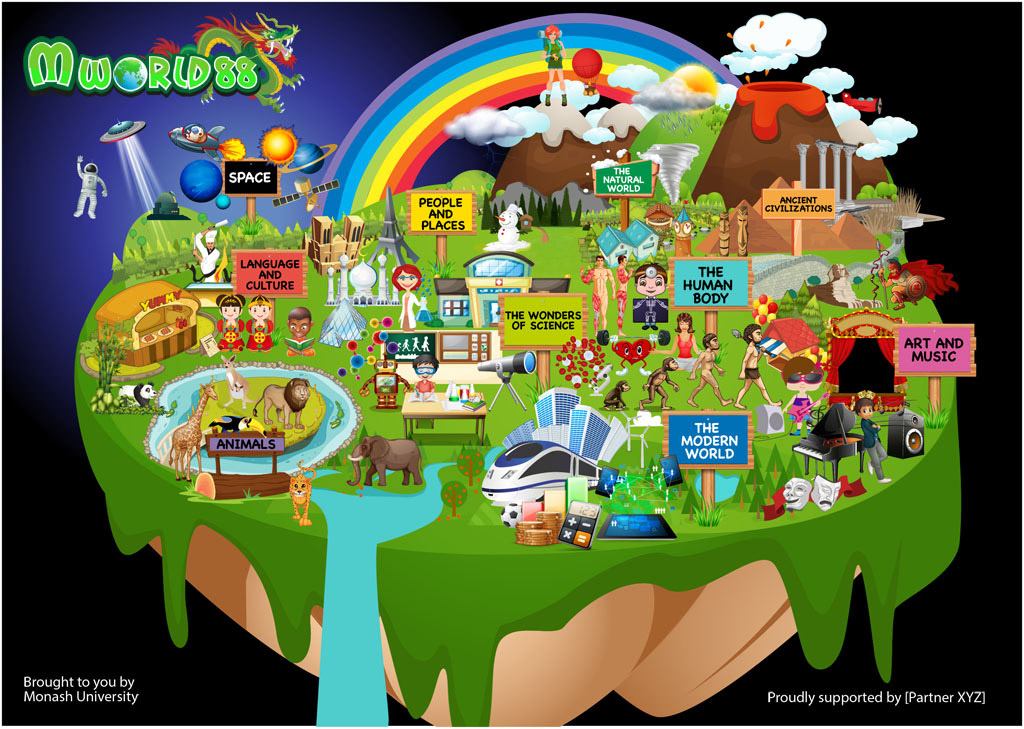 MWORLD88
SPACE
PEOPLE
AND
PLACES
THE
NATURAL
WORLD
ANCIENT
CIVILIZATIONS
LANGUAGE
AND
CULTURE
THE
HUMAN
BODY
YUMMI
THE WONDERS
OF SCIENCE
ART AND
MUSIC
ANIMALS
THE
MODERN
WORLD
Brought to you by
Monash University
Proudly supported by [Partner XYZ]